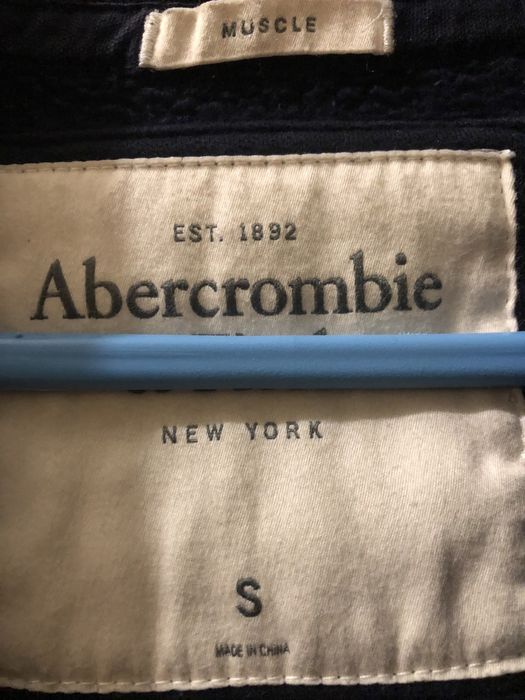 MUSCLE
EST. 1892
Abercrombie
NEW YORK
S
MADE IN CHINA